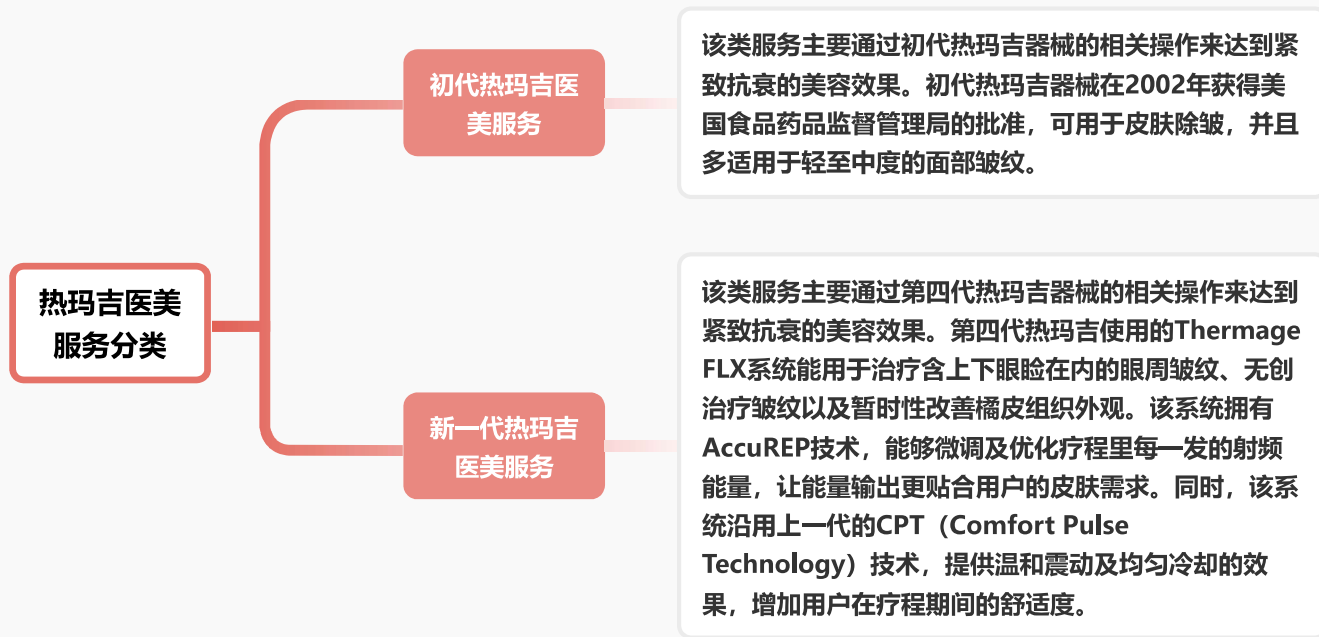 热玛吉医美
服务分类
初代热玛吉医
美服务
该类服务主要通过初代热玛吉器械的相关操作来达到紧
致抗衰的美容效果。初代热玛吉器械在2002年获得美
国食品药品监督管理局的批准，可用于皮肤除皱，并且
多适用于轻至中度的面部皱纹。
新一代热玛吉
医美服务
该类服务主要通过第四代热玛吉器械的相关操作来达到
紧致抗衰的美容效果。第四代热玛吉使用的Thermage
FLX系统能用于治疗含上下眼睑在内的眼周皱纹、无创
治疗皱纹以及暂时性改善橘皮组织外观。该系统拥有
AccuREP技术，能够微调及优化疗程里每一发的射频
能量，让能量输出更贴合用户的皮肤需求。同时，该系
统沿用上一代的CPT（Comfort Pulse
Technology）技术，提供温和震动及均匀冷却的效
果，增加用户在疗程期间的舒适度。